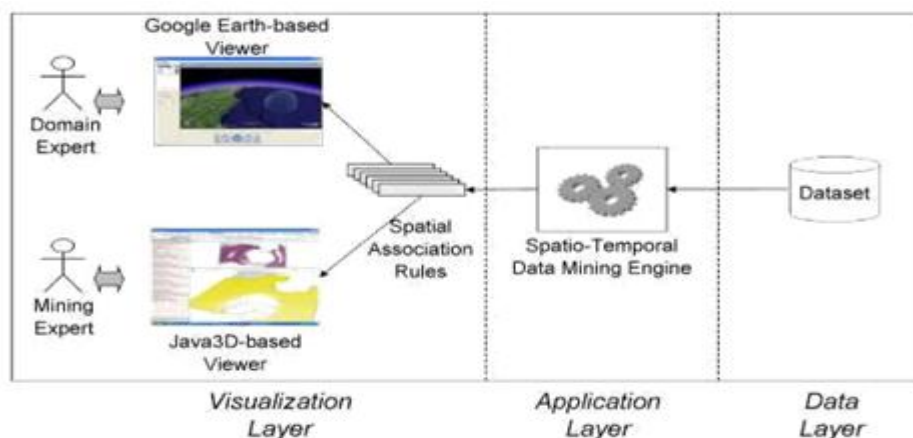 Google Earth-based
Viewer
Domain
Expert
Spatial
Association
Rules
Mining
Expert
Java3D-based
Viewer
Spatio-Temporal
Data Mining Engine
Dataset
Visualization
Layer
Application
Layer
Data
Layer